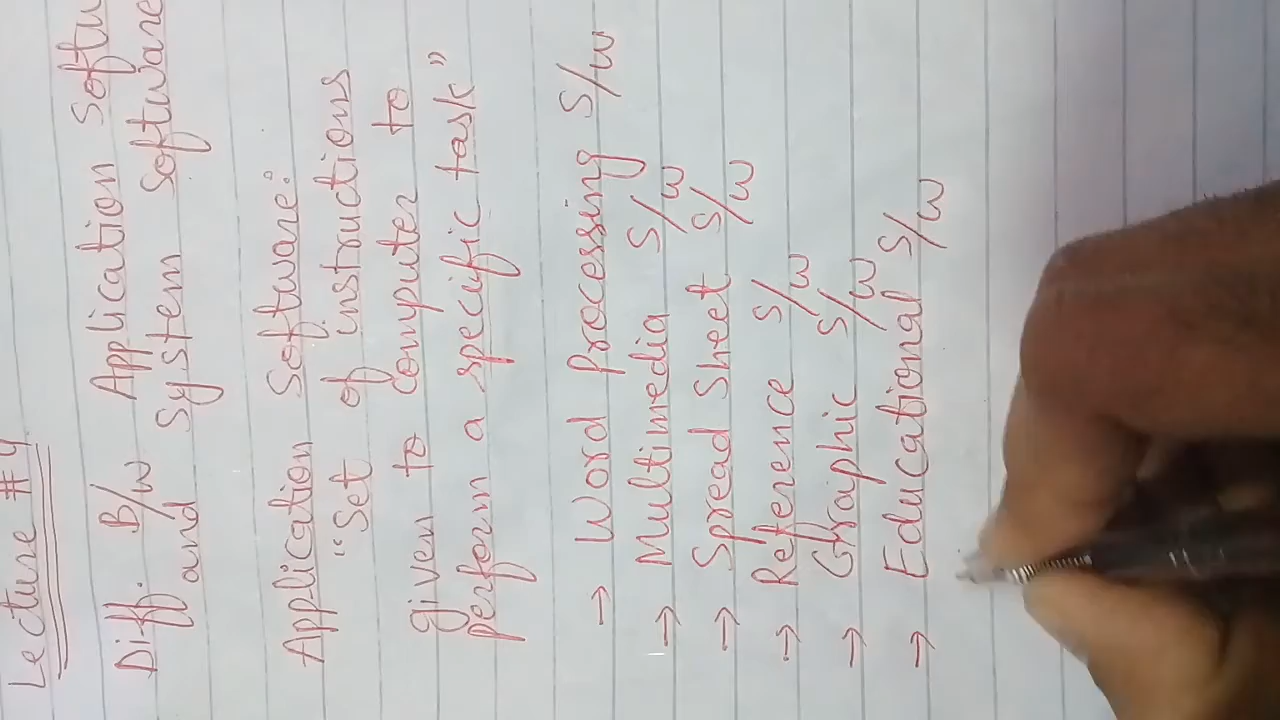 Lecture #4
Diff. B/w Application Softw
and System Software
Application Software:
"Set of instructions
given to computer to
perform a specific task"
→ Word Processing S/w
→ Multimedia S/w
→ Spread Sheet S/w
→ Reference S/w
→ Graphic S/w
→ Educational S/w